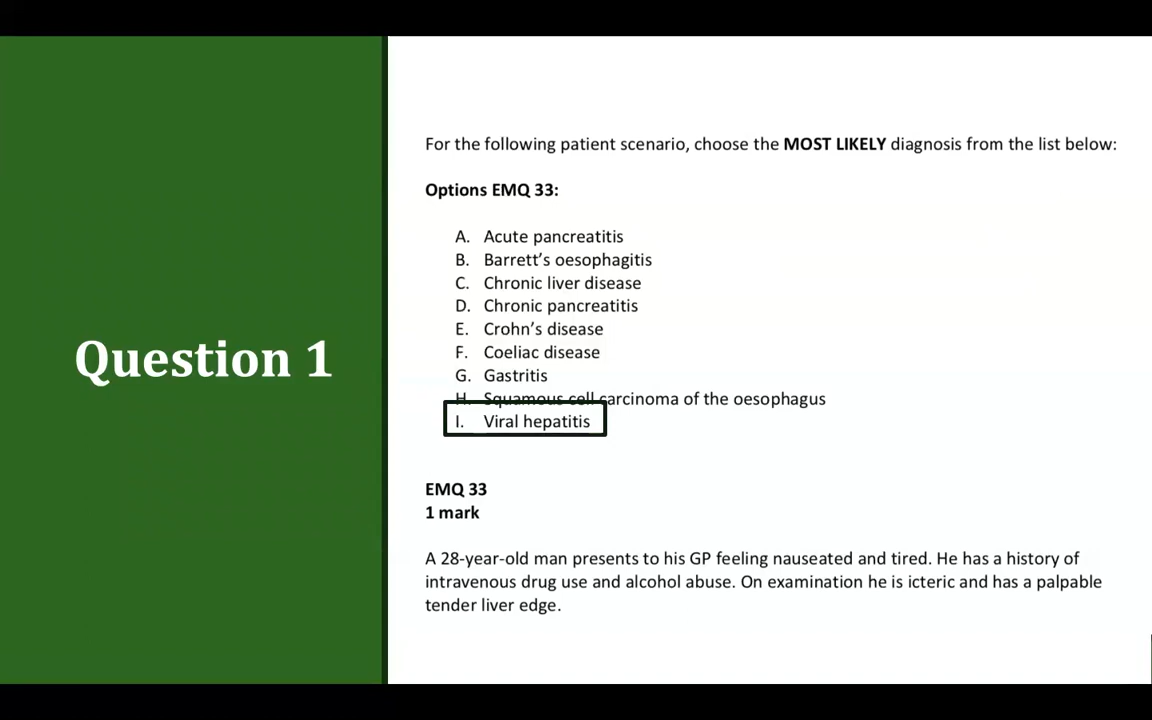 Question 1
For the following patient scenario, choose the MOST LIKELY diagnosis from the list below:
Options EMQ 33:
A. Acute pancreatitis
B. Barrett's oesophagitis
C. Chronic liver disease
D. Chronic pancreatitis
E. Crohn's disease
F. Coeliac disease
G. Gastritis
H. Squamous cell carcinoma of the oesophagus
I. Viral hepatitis
EMQ 33
1 mark
A 28-year-old man presents to his GP feeling nauseated and tired. He has a history of
intravenous drug use and alcohol abuse. On examination he is icteric and has a palpable
tender liver edge.